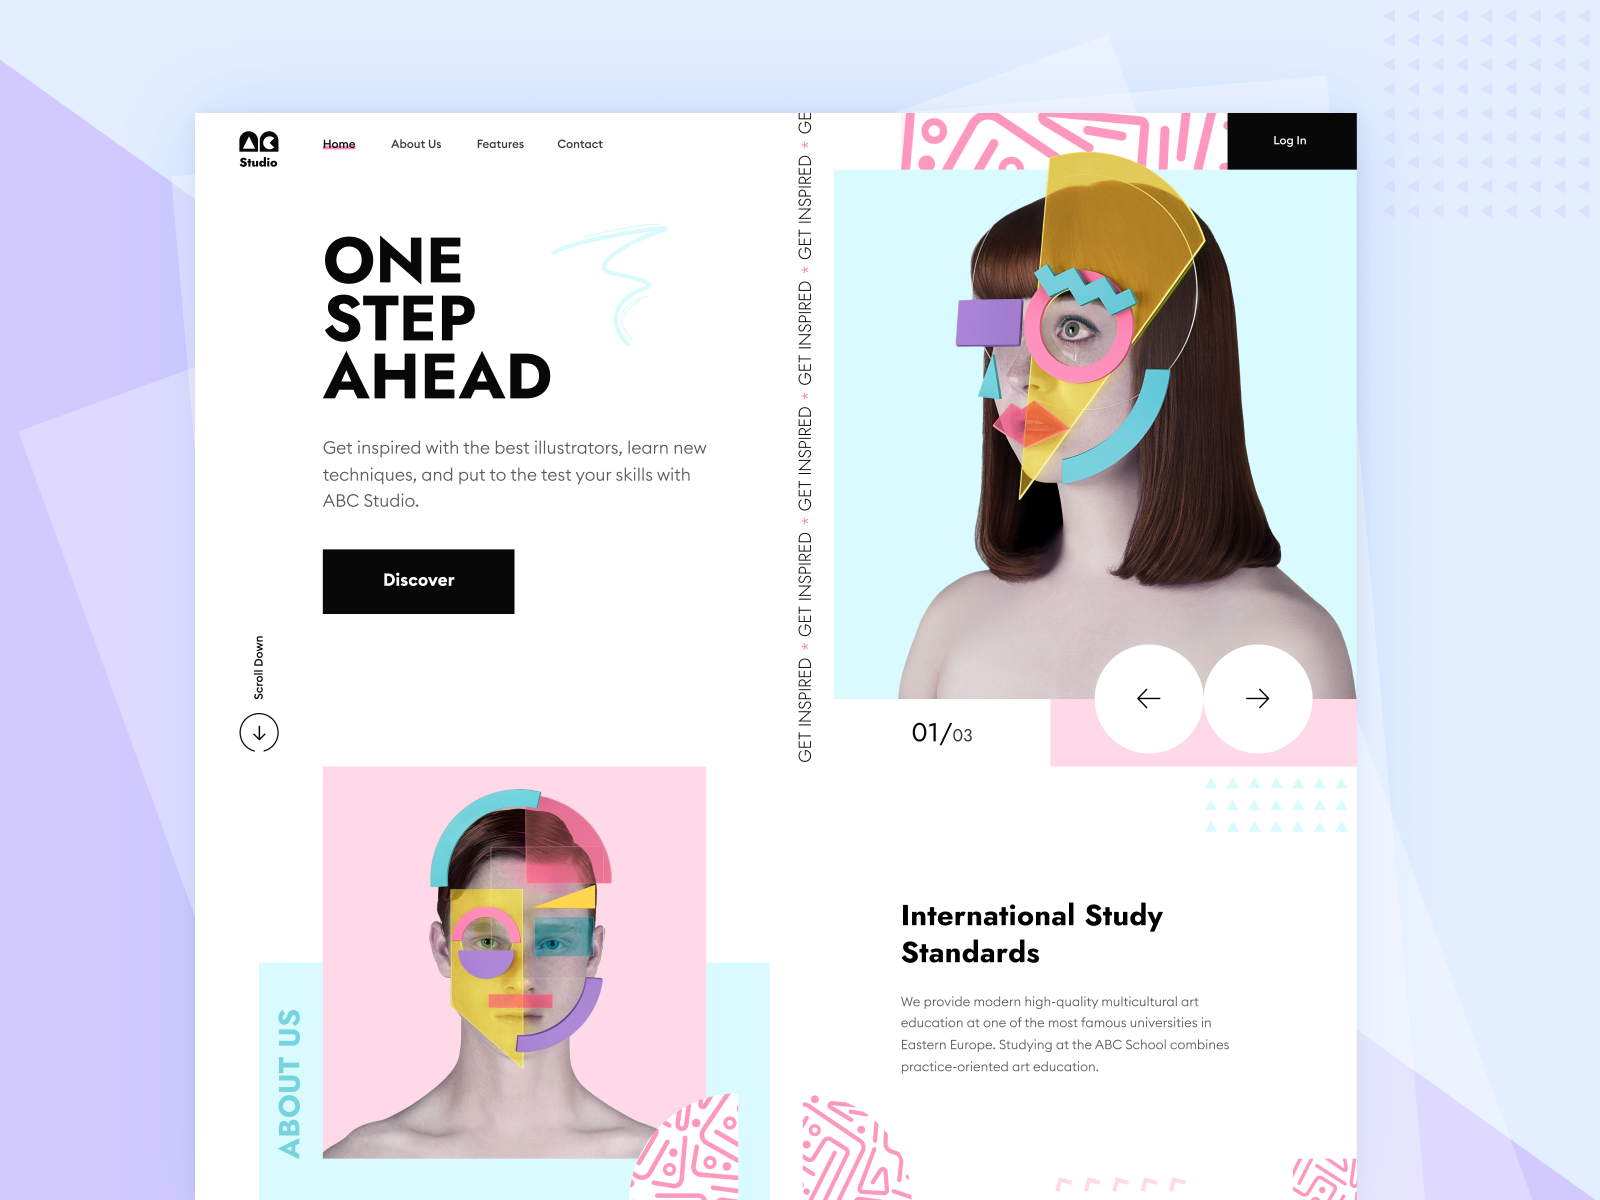 ABC
Studio
Home
About Us
Features
Contact
Log In
ONE
STEP
AHEAD
Get inspired with the best illustrators, learn new
techniques, and put to the test your skills with
ABC Studio.
Discover
Scroll Down
GET INSPIRED * GET INSPIRED * GET INSPIRED * GET INSPIRED * GET INSPIRED * GE
01/03
ABOUT US
International Study
Standards
We provide modern high-quality multicultural art
education at one of the most famous universities in
Eastern Europe. Studying at the ABC School combines
practice-oriented art education.